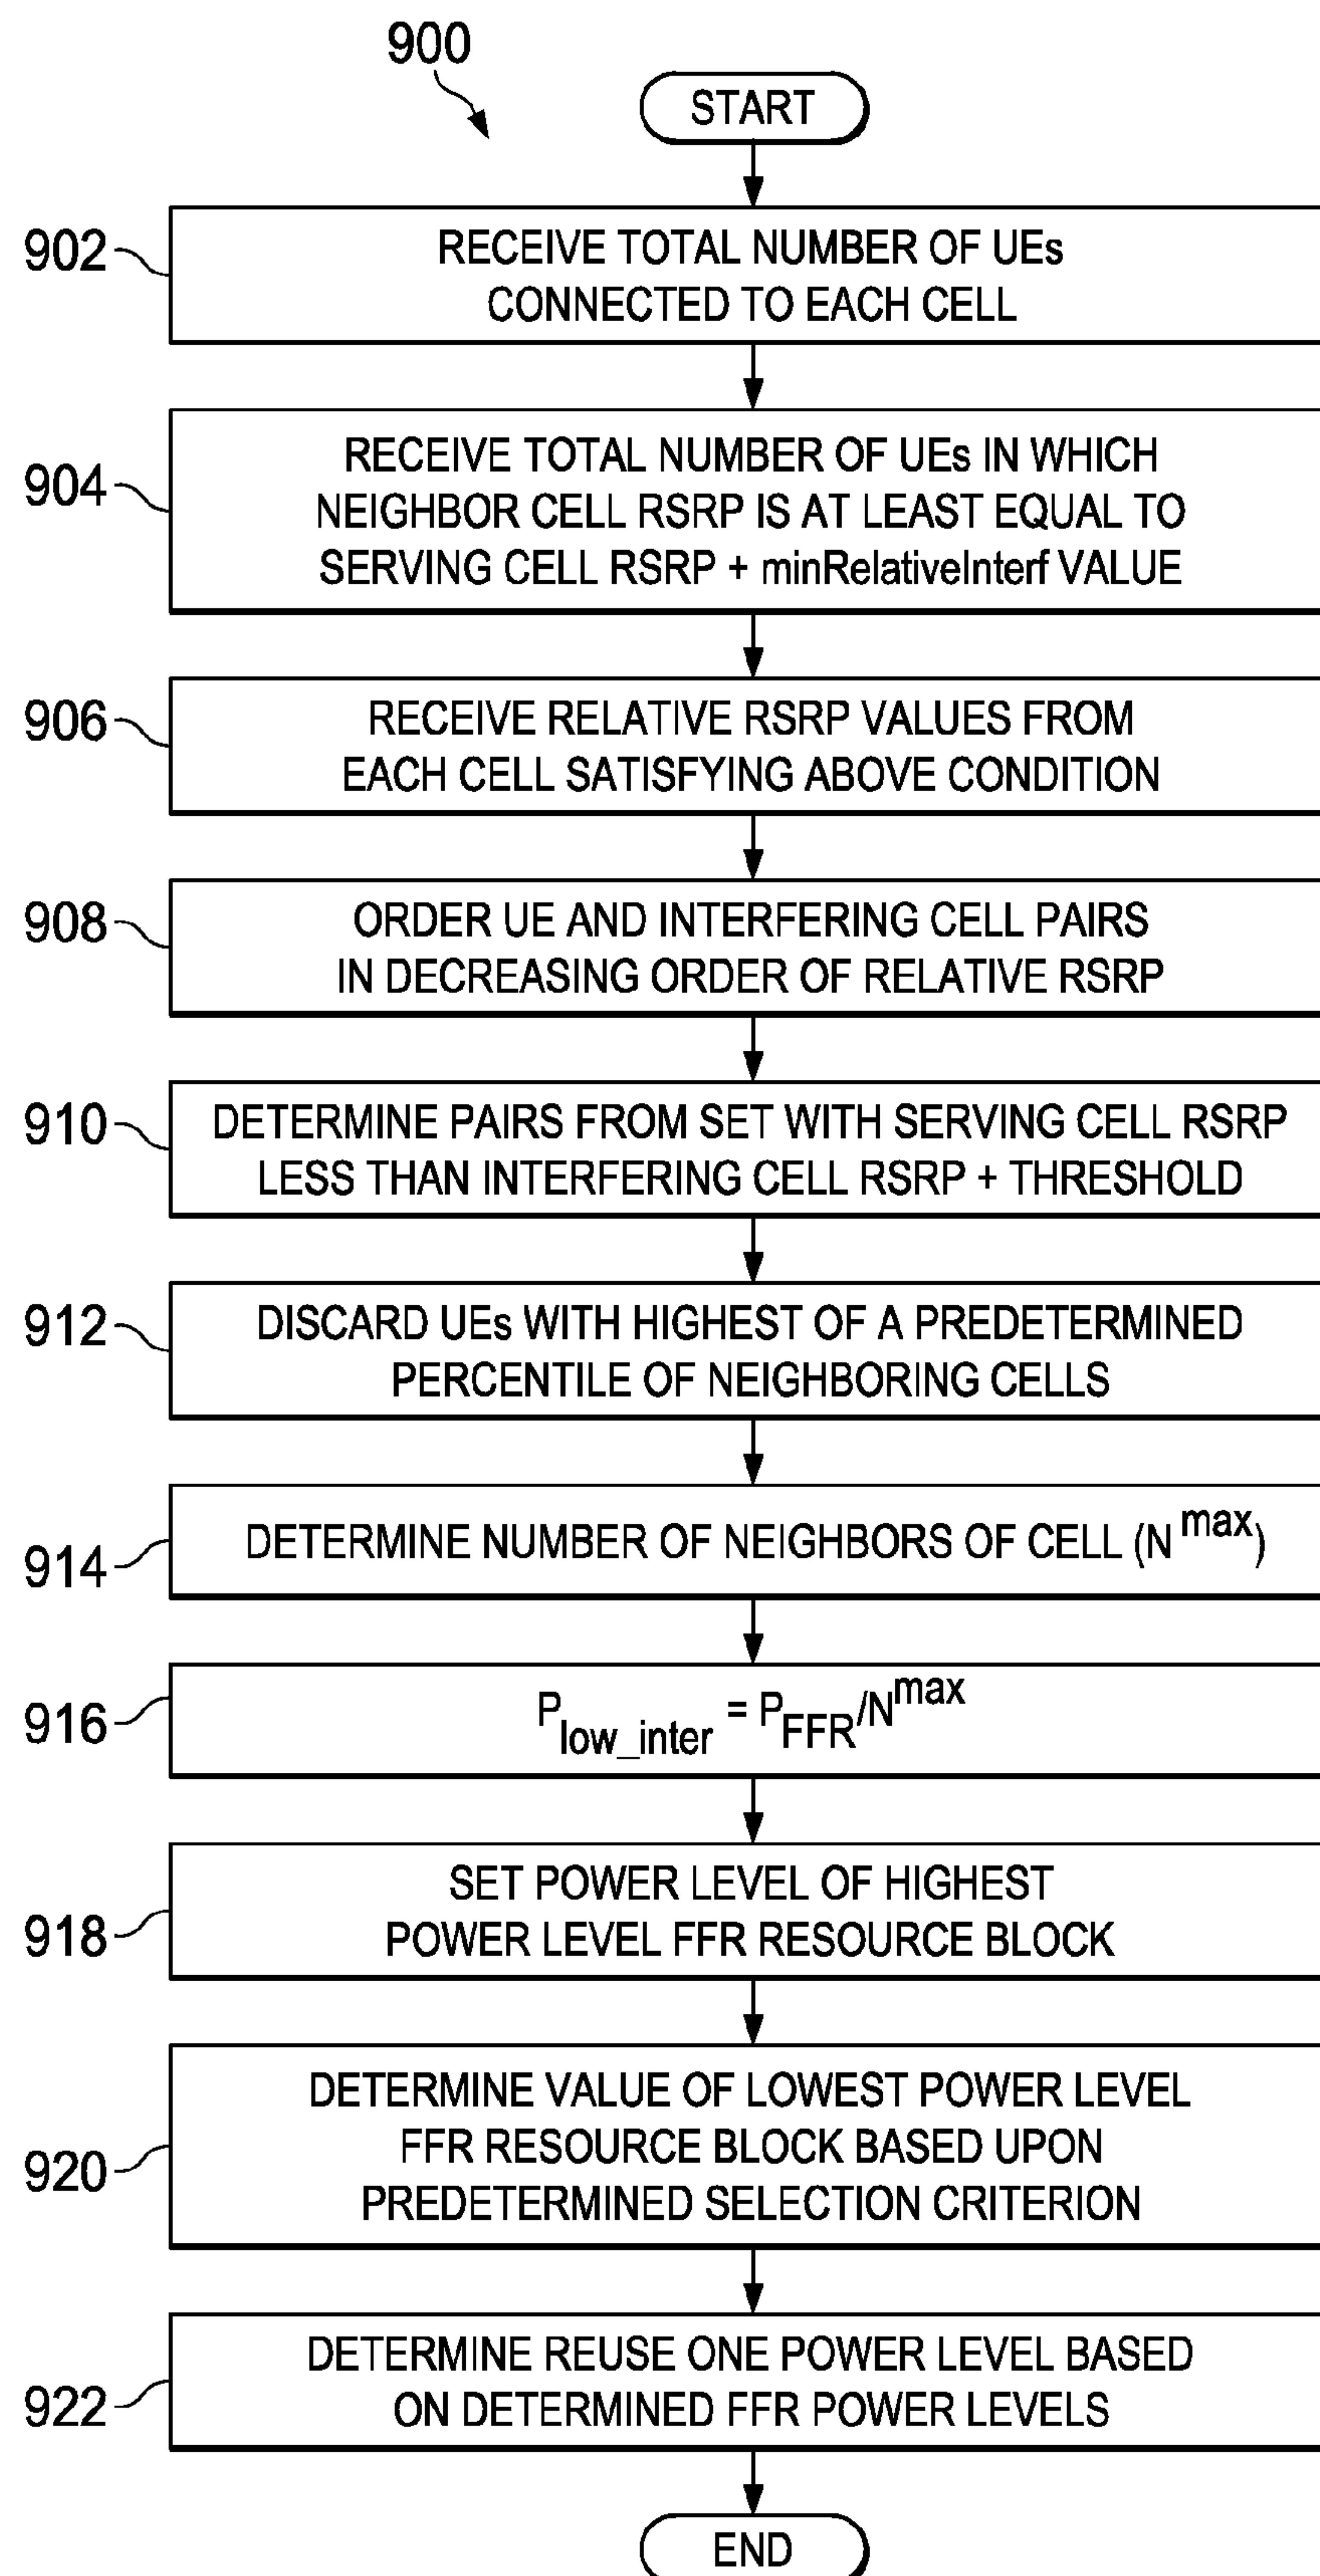 900
START
902
RECEIVE TOTAL NUMBER OF UEs
CONNECTED TO EACH CELL
904
RECEIVE TOTAL NUMBER OF UEs IN WHICH
NEIGHBOR CELL RSRP IS AT LEAST EQUAL TO
SERVING CELL RSRP + minRelativeInterf VALUE
906
RECEIVE RELATIVE RSRP VALUES FROM
EACH CELL SATISFYING ABOVE CONDITION
908
ORDER UE AND INTERFERING CELL PAIRS
IN DECREASING ORDER OF RELATIVE RSRP
910
DETERMINE PAIRS FROM SET WITH SERVING CELL RSRP
LESS THAN INTERFERING CELL RSRP + THRESHOLD
912
DISCARD UEs WITH HIGHEST OF A PREDETERMINED
PERCENTILE OF NEIGHBORING CELLS
914
DETERMINE NUMBER OF NEIGHBORS OF CELL (N^max)
916
P_low_inter = P_FFR/N^max
918
SET POWER LEVEL OF HIGHEST
POWER LEVEL FFR RESOURCE BLOCK
920
DETERMINE VALUE OF LOWEST POWER LEVEL
FFR RESOURCE BLOCK BASED UPON
PREDETERMINED SELECTION CRITERION
922
DETERMINE REUSE ONE POWER LEVEL BASED
ON DETERMINED FFR POWER LEVELS
END